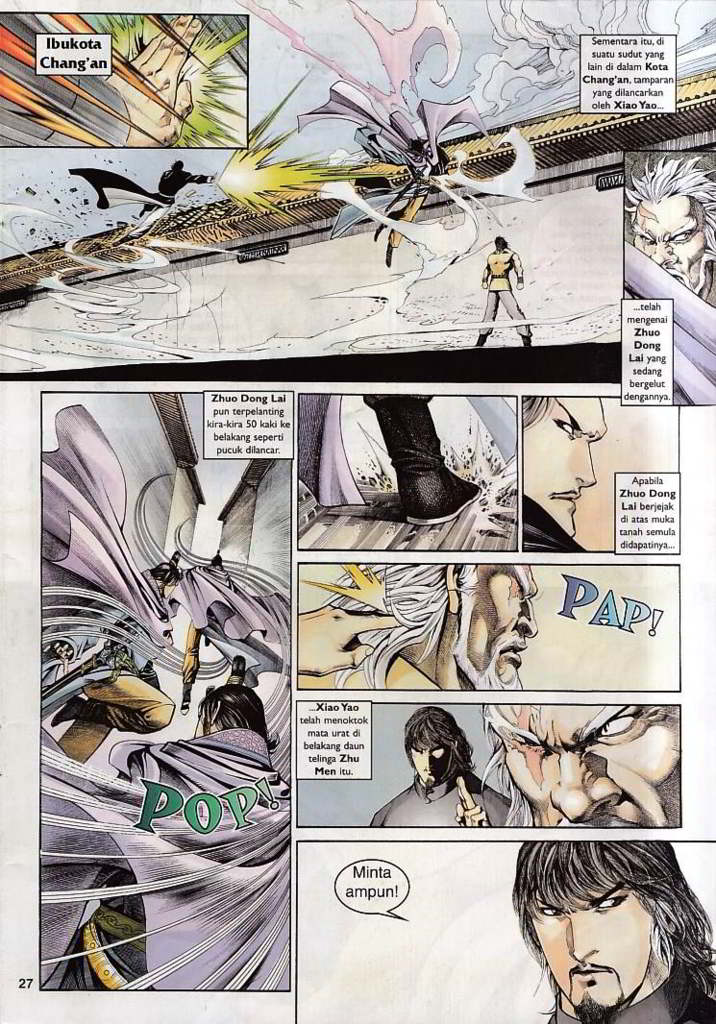 Ibukota
Chang'an
Sementara itu, di
suatu sudut yang
lain di dalam Kota
Chang'an, tamparan
yang dilancarkan
oleh Xiao Yao...
...telah
mengenai
Zhuo
Dong
Lai yang
sedang
bergelut
dengannya.
Zhuo Dong Lai
pun terpelanting
kira-kira 50 kaki ke
belakang seperti
pucuk dilancar.
Apabila
Zhuo Dong
Lai berjejak
di atas muka
tanah semula
didapatinya...
PAP!
...Xiao Yao
telah menoktok
mata urat di
belakang daun
telinga Zhu
Men itu.
POP!
Minta
ampun!
27